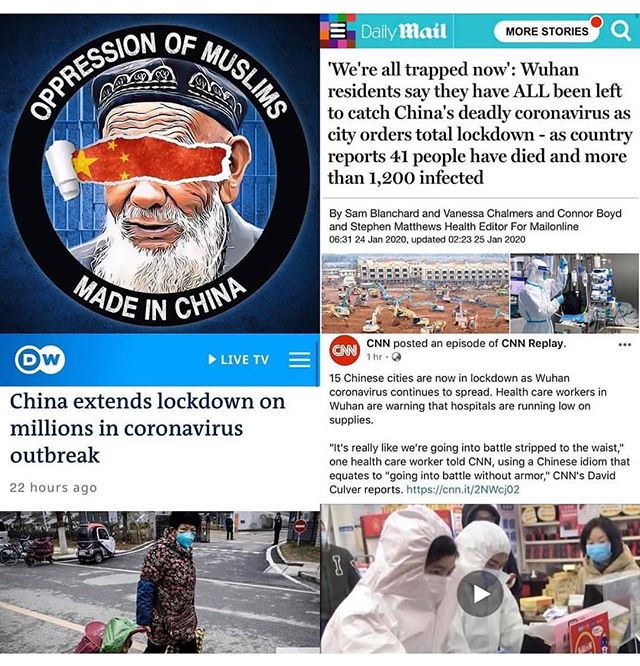 OPPRESSION OF MUSLIMS
MADE IN CHINA
Daily Mail
MORE STORIES
'We're all trapped now': Wuhan
residents say they have ALL been left
to catch China's deadly coronavirus as
city orders total lockdown - as country
reports 41 people have died and more
than 1,200 infected
By Sam Blanchard and Vanessa Chalmers and Connor Boyd
and Stephen Matthews Health Editor For Mailonline
06:31 24 Jan 2020, updated 02:23 25 Jan 2020
DW
LIVE TV
China extends lockdown on
millions in coronavirus
outbreak
22 hours ago
CNN
CNN posted an episode of CNN Replay.
1 hr ·
15 Chinese cities are now in lockdown as Wuhan
coronavirus continues to spread. Health care workers in
Wuhan are warning that hospitals are running low on
supplies.
"It's really like we're going into battle stripped to the waist,"
one health care worker told CNN, using a Chinese idiom that
equates to "going into battle without armor," CNN's David
Culver reports. https://cnn.it/2NWcj02